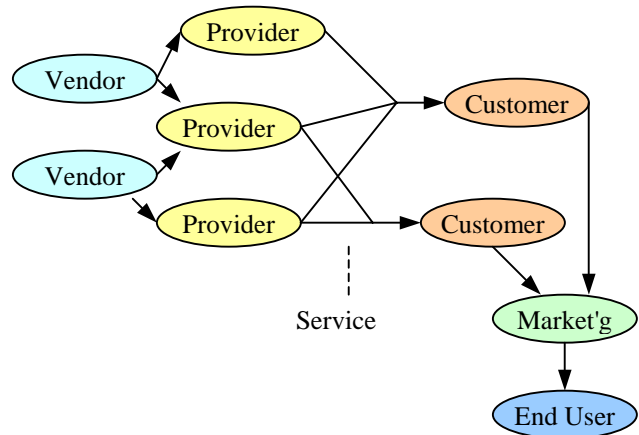 Provider
Vendor
Provider
Customer
Vendor
Provider
Customer
Service
Market'g
End User